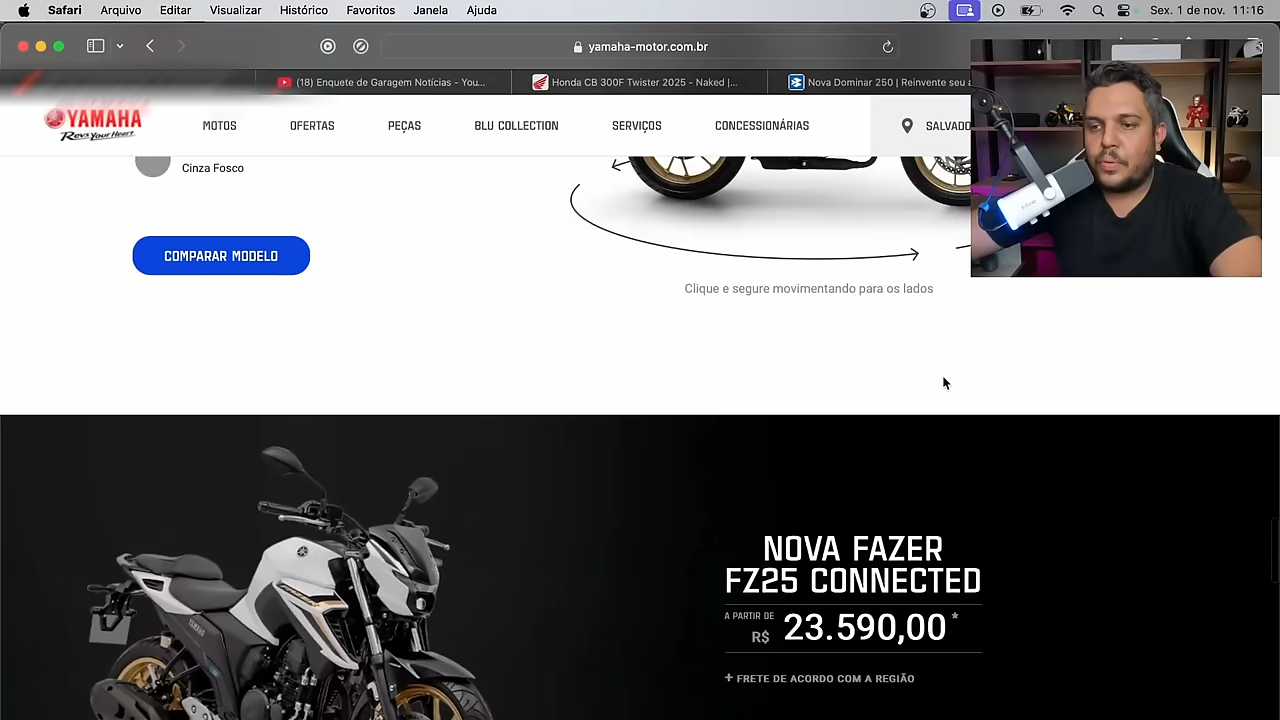 Safari Arquivo Editar Visualizar Histórico Favoritos Janela Ajuda Sex. 1 de nov. 11:16
yamaha-motor.com.br
(18) Enquete de Garagem Notícias - You...
Honda CB 300F Twister 2025 - Naked |...
Nova Dominar 250 | Reinvente seu
YAMAHA
Revs Your Heart
MOTOS OFERTAS PEÇAS BLU COLLECTION SERVIÇOS CONCESSIONÁRIAS SALVADO
Cinza Fosco
COMPARAR MODELO
Clique e segure movimentando para os lados
NOVA FAZER
FZ25 CONNECTED
A PARTIR DE
R$ 23.590,00*
+ FRETE DE ACORDO COM A REGIÃO
YAMAHA